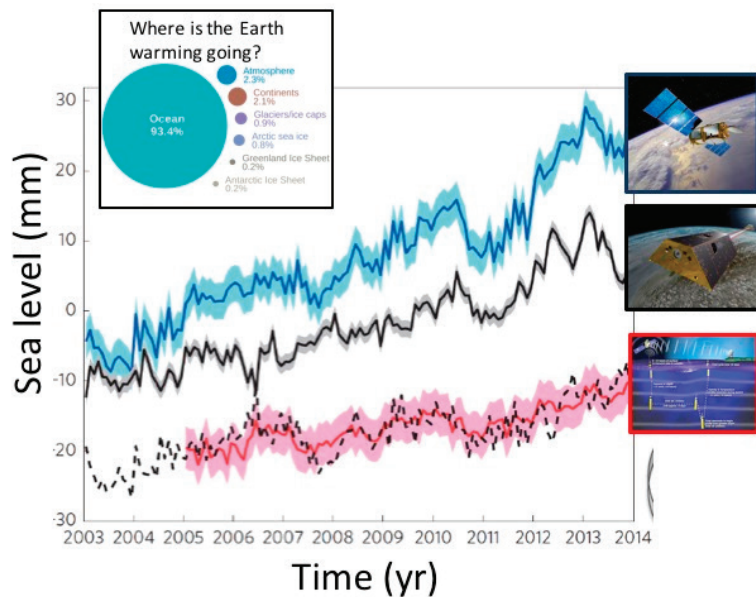 Where is the Earth
warming going?
Ocean
93.4%
Atmosphere
2.3%
Continents
2.1%
Glaciers/ice caps
0.9%
Arctic sea ice
0.8%
Greenland Ice Sheet
0.2%
Antarctic Ice Sheet
0.2%
Sea level (mm)
30
20
10
0
-10
-20
-30
2003 2004 2005 2006 2007 2008 2009 2010 2011 2012 2013 2014
Time (yr)